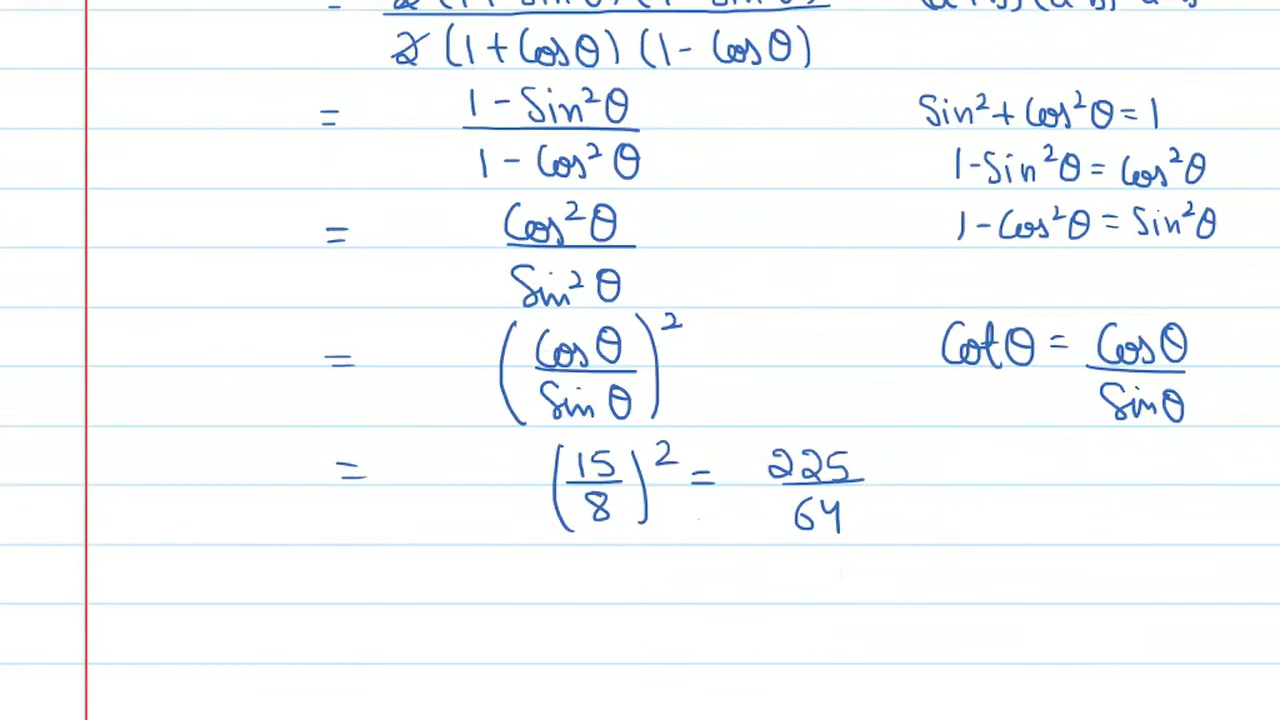 2 (1 + Cosθ) (1 - Cosθ)
= 1 - Sin²θ
1 - Cos²θ
Sin² + Cos²θ = 1
1 - Sin²θ = Cos²θ
1 - Cos²θ = Sin²θ
= Cos²θ
Sin²θ
= (Cosθ / Sinθ)²
Cotθ = Cosθ / Sinθ
= (15 / 8)² = 225 / 64